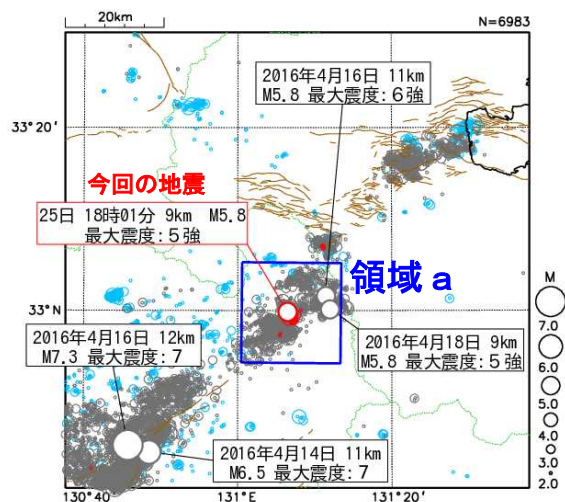 20km
N=6983
2016年4月16日 11km
M5.8 最大震度:6強
33°20'
今回の地震
25日 18時01分 9km M5.8
最大震度:5強
領域a
33°N
M
7.0
6.0
5.0
4.0
3.0
2.0
2016年4月16日 12km
M7.3 最大震度:7
2016年4月18日 9km
M5.8 最大震度:5強
2016年4月14日 11km
M6.5 最大震度:7
130°40'
131°E
131°20'